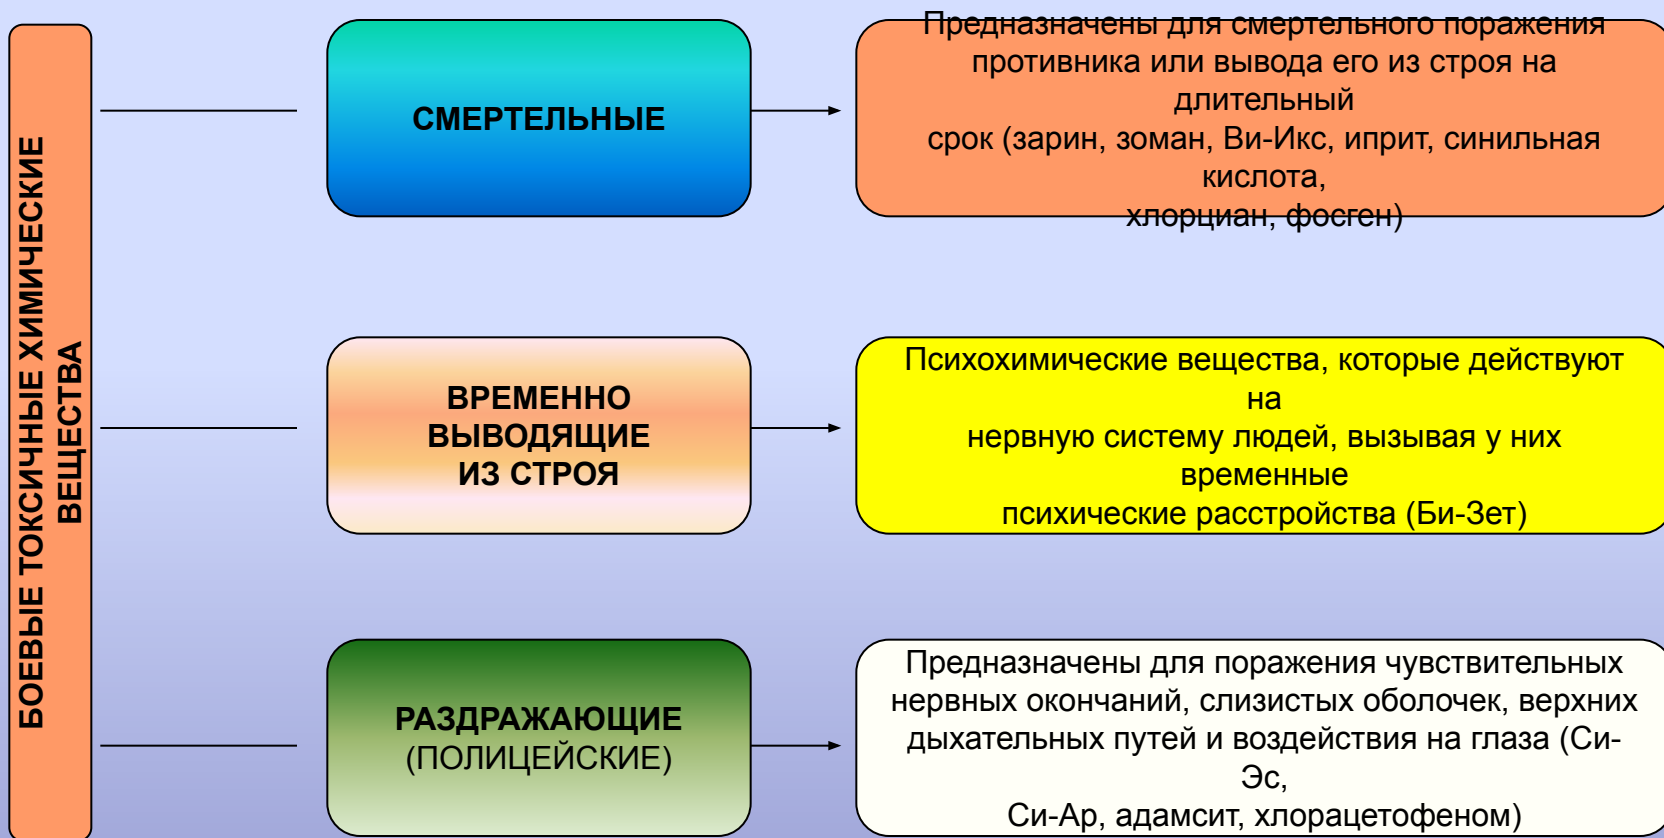 БОЕВЫЕ ТОКСИЧНЫЕ ХИМИЧЕСКИЕ
ВЕЩЕСТВА
СМЕРТЕЛЬНЫЕ
Предназначены для смертельного поражения
противника или вывода его из строя на
длительный
срок (зарин, зоман, Ви-Икс, иприт, синильная
кислота,
хлорциан, фосген)
ВРЕМЕННО
ВЫВОДЯЩИЕ
ИЗ СТРОЯ
Психохимические вещества, которые действуют
на
нервную систему людей, вызывая у них
временные
психические расстройства (Би-Зет)
РАЗДРАЖАЮЩИЕ
(ПОЛИЦЕЙСКИЕ)
Предназначены для поражения чувствительных
нервных окончаний, слизистых оболочек, верхних
дыхательных путей и воздействия на глаза (Си-
Эс,
Си-Ар, адамсит, хлорацетофеном)